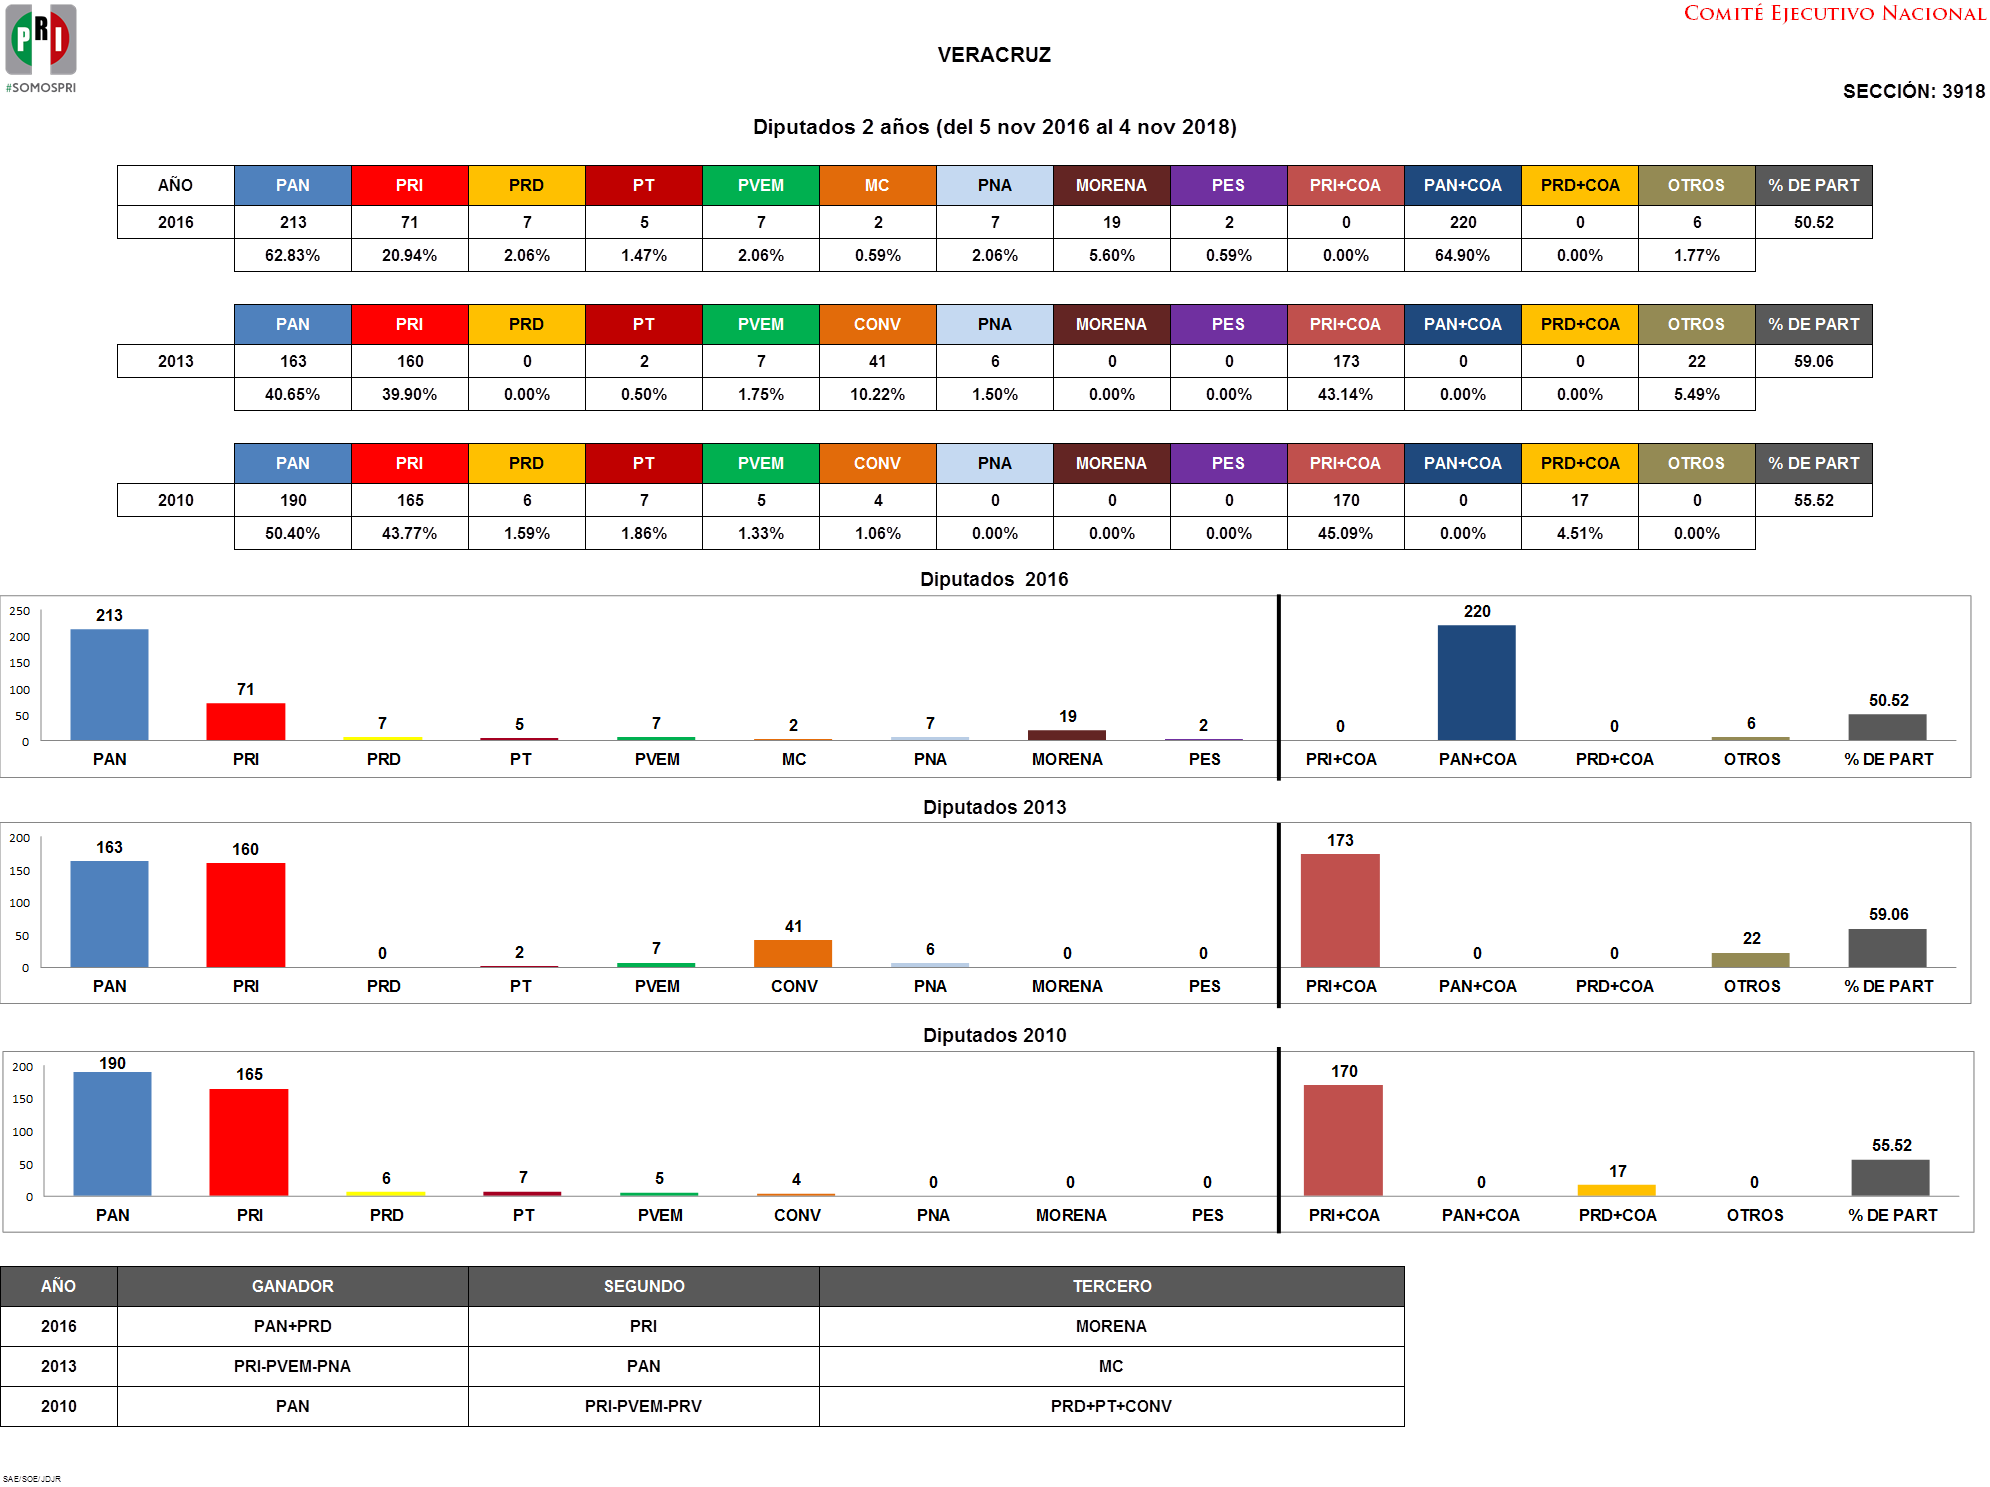 PRI
#SOMOSPRI
COMITÉ EJECUTIVO NACIONAL
VERACRUZ
SECCIÓN: 3918
Diputados 2 años (del 5 nov 2016 al 4 nov 2018)
AÑO PAN PRI PRD PT PVEM MC PNA MORENA PES PRI+COA PAN+COA PRD+COA OTROS % DE PART
2016 213 71 7 5 7 2 7 19 2 0 220 0 6 50.52
62.83% 20.94% 2.06% 1.47% 2.06% 0.59% 2.06% 5.60% 0.59% 0.00% 64.90% 0.00% 1.77%
PAN PRI PRD PT PVEM CONV PNA MORENA PES PRI+COA PAN+COA PRD+COA OTROS % DE PART
2013 163 160 0 2 7 41 6 0 0 173 0 0 22 59.06
40.65% 39.90% 0.00% 0.50% 1.75% 10.22% 1.50% 0.00% 0.00% 43.14% 0.00% 0.00% 5.49%
PAN PRI PRD PT PVEM CONV PNA MORENA PES PRI+COA PAN+COA PRD+COA OTROS % DE PART
2010 190 165 6 7 5 4 0 0 0 170 0 17 0 55.52
50.40% 43.77% 1.59% 1.86% 1.33% 1.06% 0.00% 0.00% 0.00% 45.09% 0.00% 4.51% 0.00%
Diputados 2016
250
200
150
100
50
0
213 71 7 5 7 2 7 19 2 0 220 0 6 50.52
PAN PRI PRD PT PVEM MC PNA MORENA PES PRI+COA PAN+COA PRD+COA OTROS % DE PART
Diputados 2013
200
150
100
50
0
163 160 0 2 7 41 6 0 0 173 0 0 22 59.06
PAN PRI PRD PT PVEM CONV PNA MORENA PES PRI+COA PAN+COA PRD+COA OTROS % DE PART
Diputados 2010
200
150
100
50
0
190 165 6 7 5 4 0 0 0 170 0 17 0 55.52
PAN PRI PRD PT PVEM CONV PNA MORENA PES PRI+COA PAN+COA PRD+COA OTROS % DE PART
AÑO GANADOR SEGUNDO TERCERO
2016 PAN+PRD PRI MORENA
2013 PRI-PVEM-PNA PAN MC
2010 PAN PRI-PVEM-PRV PRD+PT+CONV
SAE/SOE/JDJR